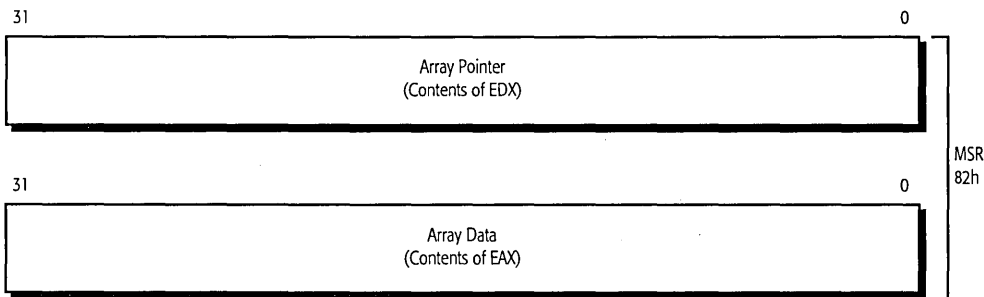 31 0
Array Pointer
(Contents of EDX)
MSR
82h
31 0
Array Data
(Contents of EAX)